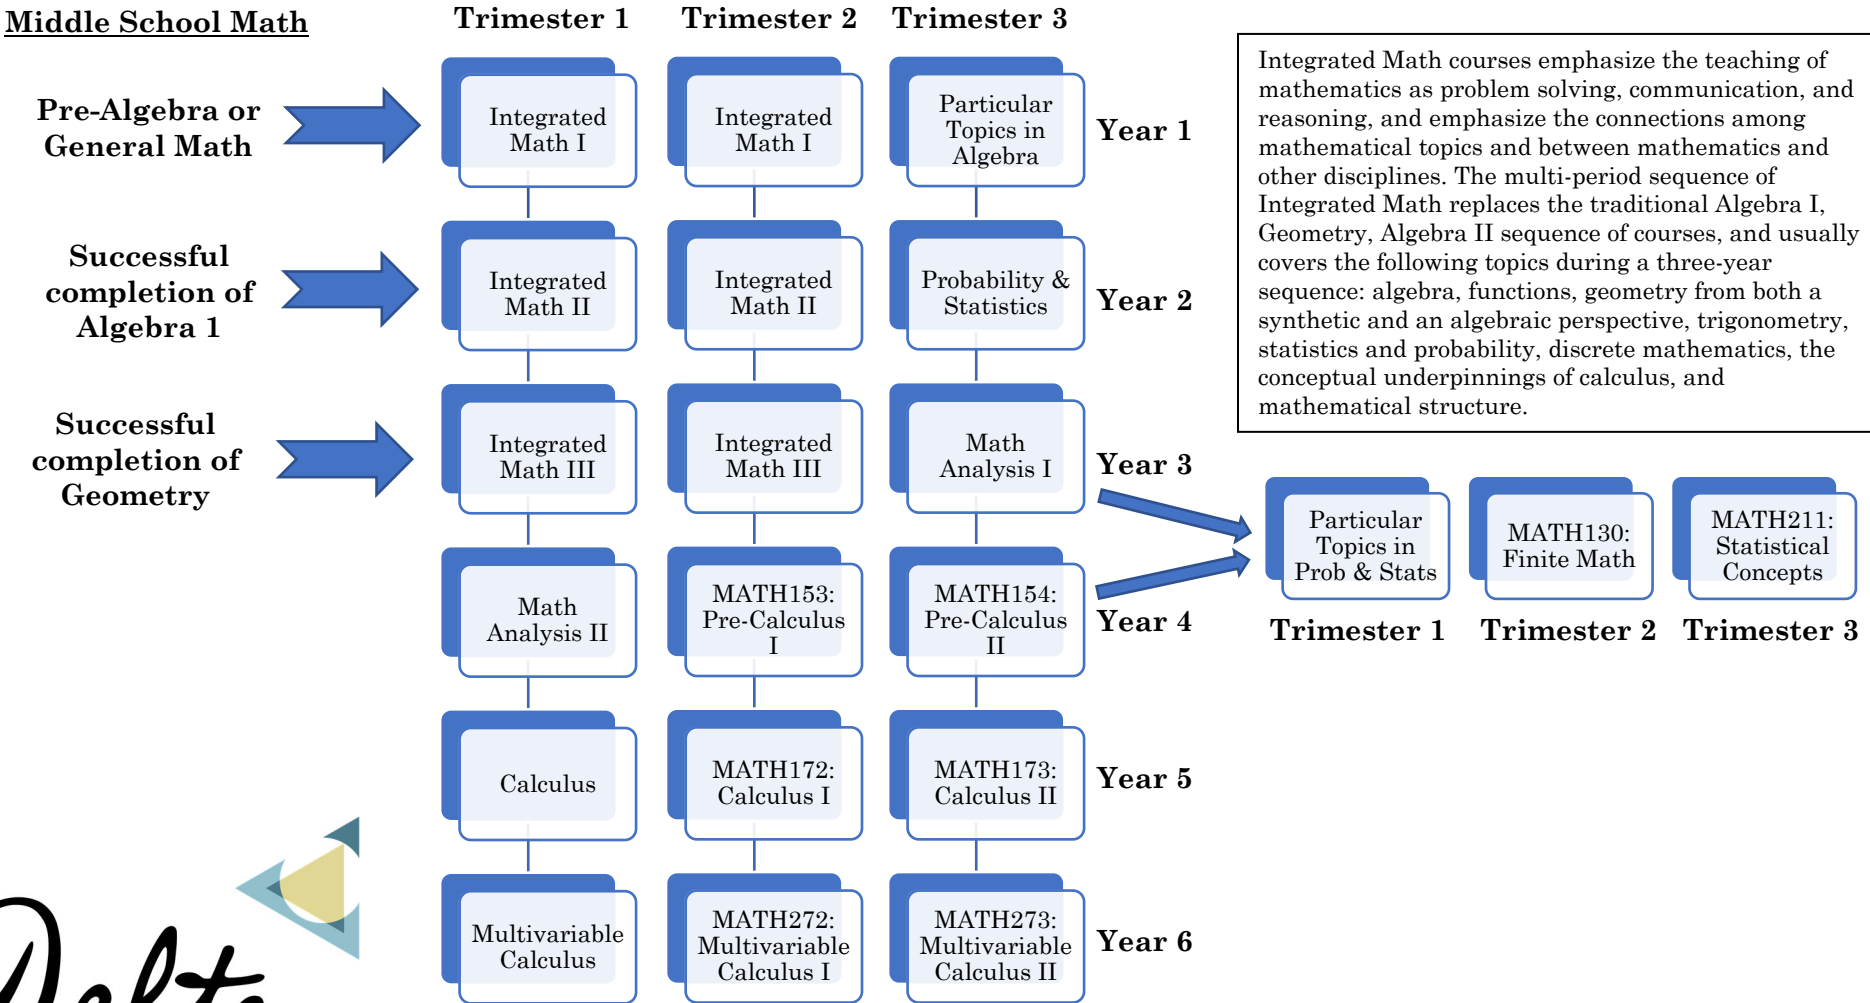 Middle School Math
Trimester 1
Trimester 2
Trimester 3
Pre-Algebra or
General Math
Integrated
Math I
Integrated
Math I
Particular
Topics in
Algebra
Year 1
Successful
completion of
Algebra 1
Integrated
Math II
Integrated
Math II
Probability &
Statistics
Year 2
Successful
completion of
Geometry
Integrated
Math III
Integrated
Math III
Math
Analysis I
Year 3
Math
Analysis II
MATH153:
Pre-Calculus
I
MATH154:
Pre-Calculus
II
Year 4
Calculus
MATH172:
Calculus I
MATH173:
Calculus II
Year 5
Multivariable
Calculus
MATH272:
Multivariable
Calculus I
MATH273:
Multivariable
Calculus II
Year 6
Integrated Math courses emphasize the teaching of
mathematics as problem solving, communication, and
reasoning, and emphasize the connections among
mathematical topics and between mathematics and
other disciplines. The multi-period sequence of
Integrated Math replaces the traditional Algebra I,
Geometry, Algebra II sequence of courses, and usually
covers the following topics during a three-year
sequence: algebra, functions, geometry from both a
synthetic and an algebraic perspective, trigonometry,
statistics and probability, discrete mathematics, the
conceptual underpinnings of calculus, and
mathematical structure.
Particular
Topics in
Prob & Stats
MATH130:
Finite Math
MATH211:
Statistical
Concepts
Trimester 1
Trimester 2
Trimester 3
Delta